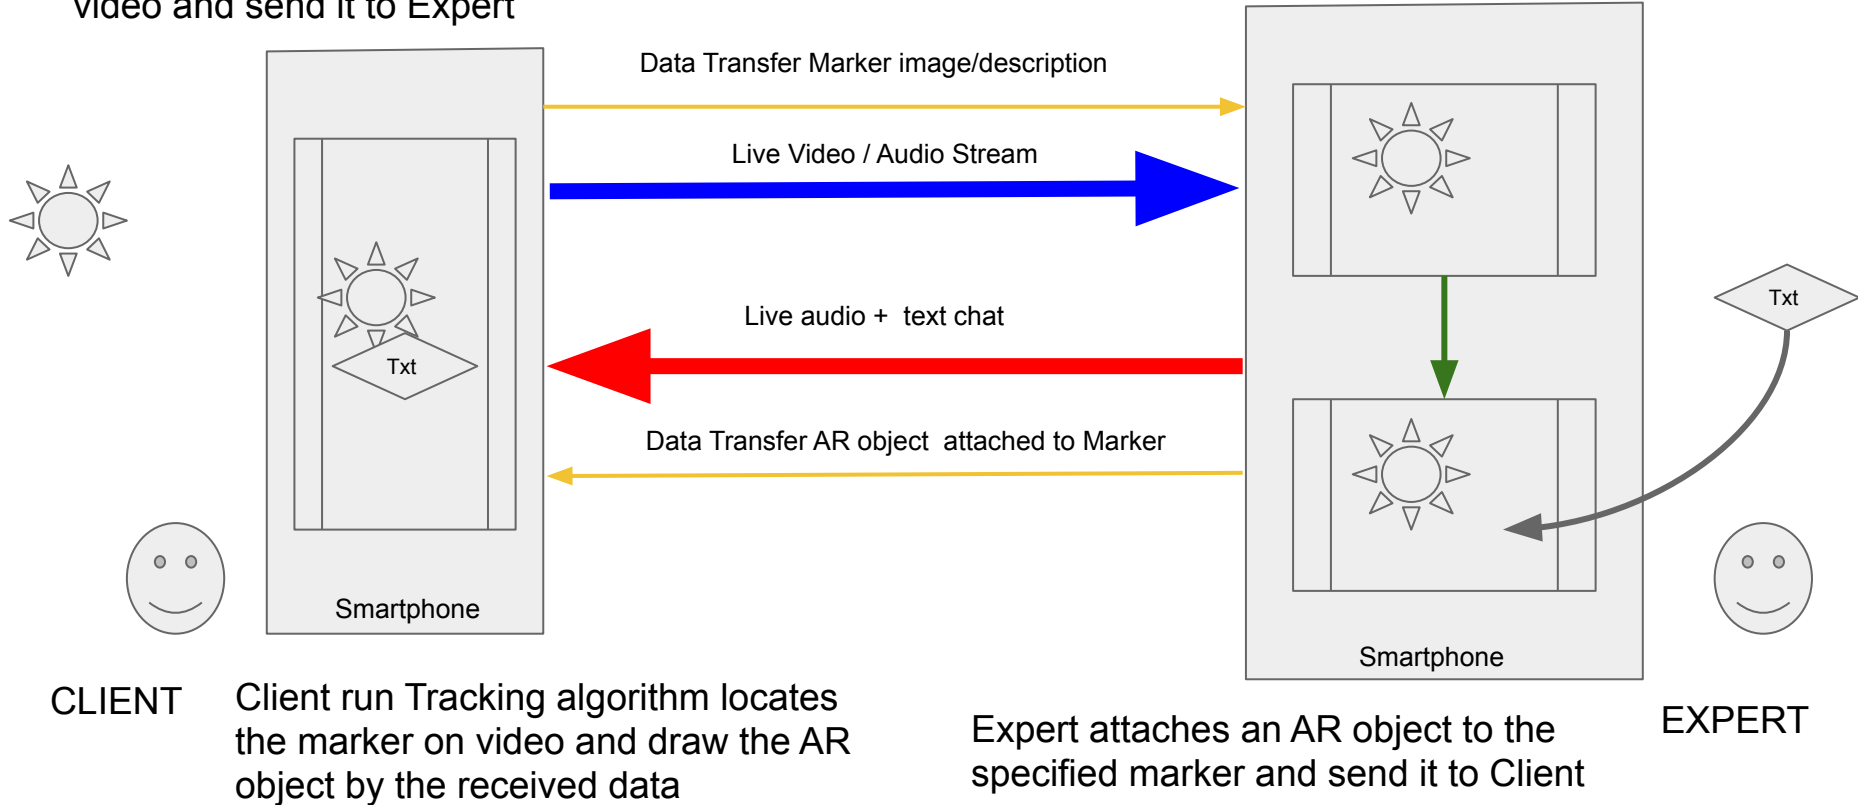 video and send it to Expert
Data Transfer Marker image/description
Live Video / Audio Stream
Live audio + text chat
Data Transfer AR object attached to Marker
Txt
Smartphone
Txt
Smartphone
CLIENT
Client run Tracking algorithm locates
the marker on video and draw the AR
object by the received data
Expert attaches an AR object to the
specified marker and send it to Client
EXPERT